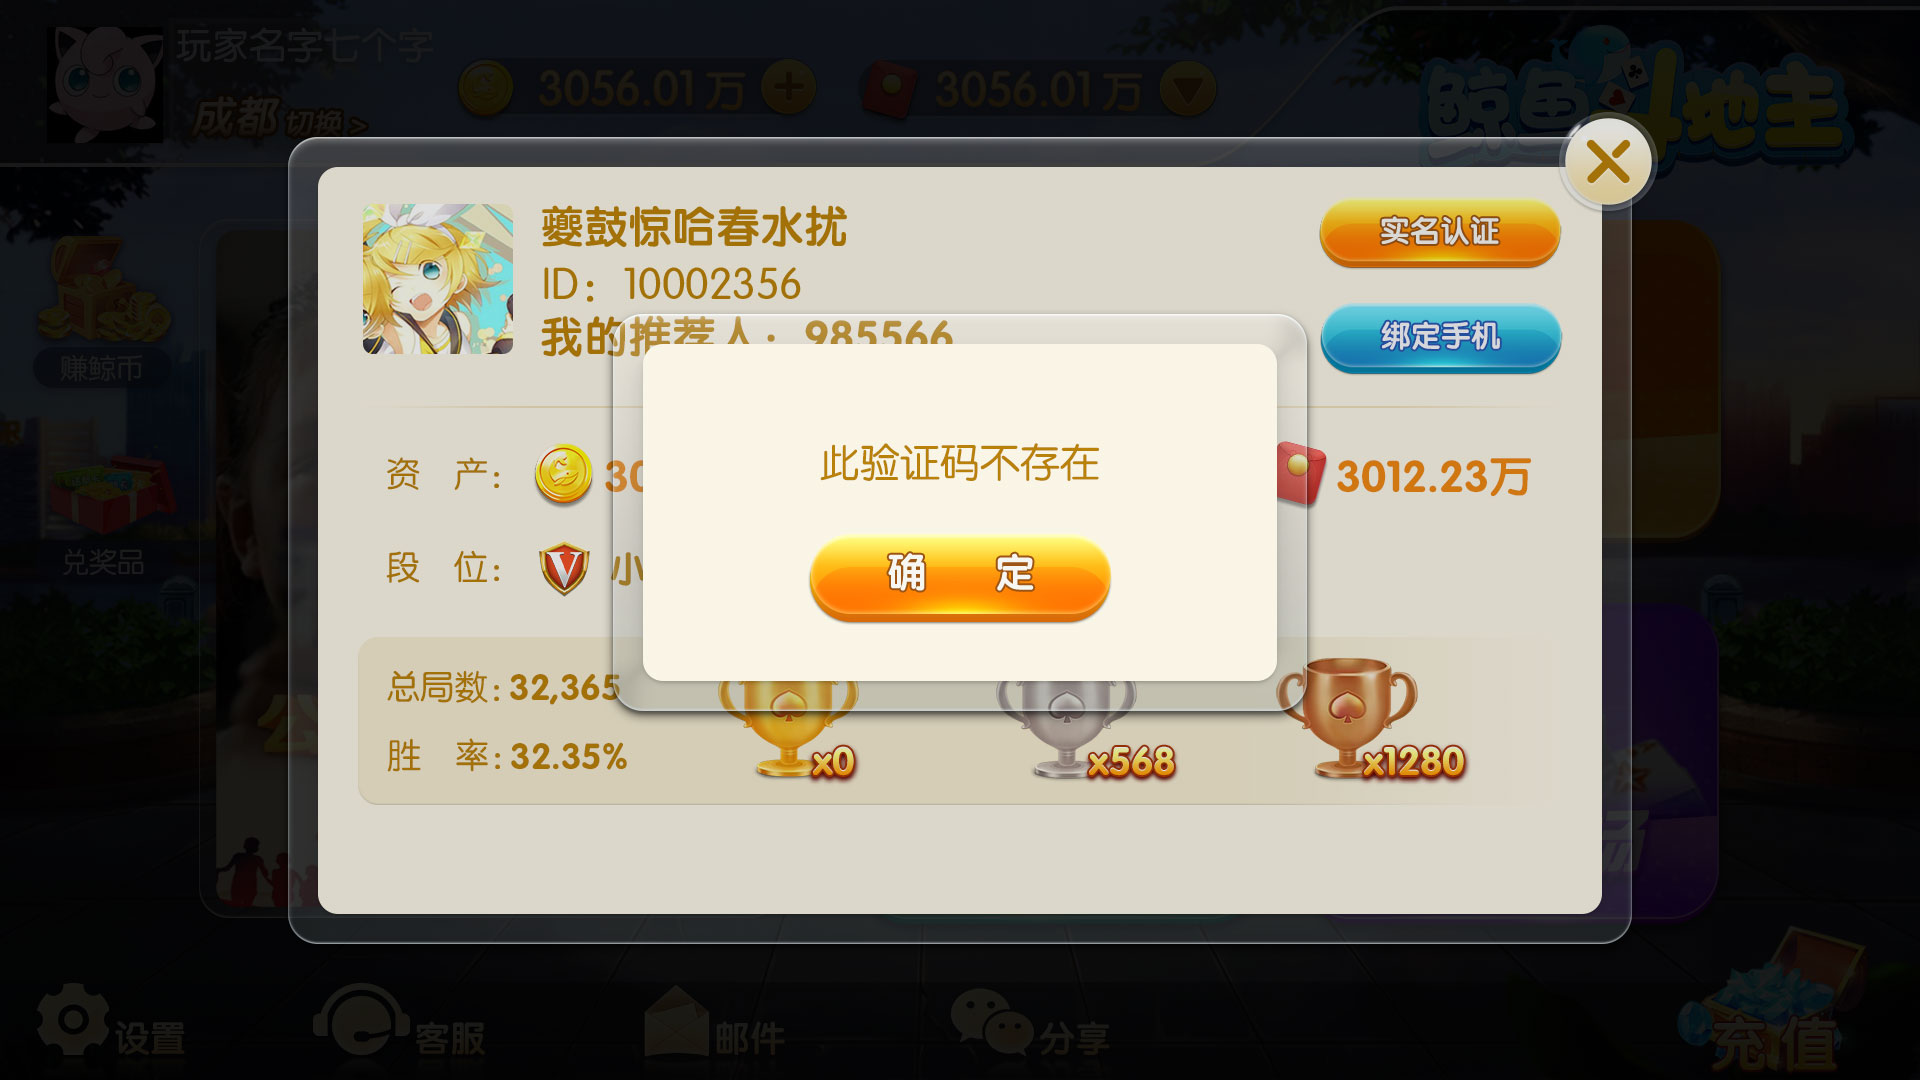 玩家名字七个字
成都 切换 >
3056.01万
3056.01万
鲸鱼斗地主
夔鼓惊哈春水扰
ID：10002356
我的推荐人：985566
实名认证
绑定手机
赚鲸币
兑奖品
资 产:
30
3012.23万
段 位:
V
小
此验证码不存在
确 定
总局数: 32,365
胜 率: 32.35%
x0
x568
x1280
公
设置
客服
邮件
分享
充值